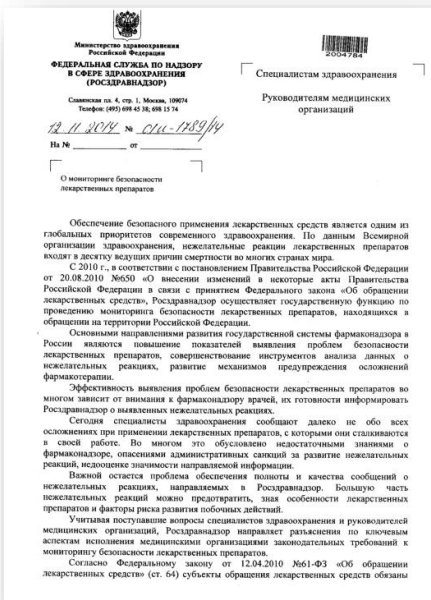 Министерство здравоохранения
Российской Федерации
ФЕДЕРАЛЬНАЯ СЛУЖБА ПО НАДЗОРУ
В СФЕРЕ ЗДРАВООХРАНЕНИЯ
(РОСЗДРАВНАДЗОР)
Славянская пл. 4, стр. 1, Москва, 109074
Телефон: (495) 698 45 38; 698 15 74
12.11.2014 № 01И-1789/14
На № от
2004784
Специалистам здравоохранения
Руководителям медицинских
организаций
О мониторинге безопасности
лекарственных препаратов
Обеспечение безопасного применения лекарственных средств является одним из
глобальных приоритетов современного здравоохранения. По данным Всемирной
организации здравоохранения, нежелательные реакции лекарственных препаратов
входят в десятку ведущих причин смертности во многих странах мира.
С 2010 г., в соответствии с постановлением Правительства Российской Федерации
от 20.08.2010 №650 «О внесении изменений в некоторые акты Правительства
Российской Федерации в связи с принятием Федерального закона «Об обращении
лекарственных средств», Росздравнадзор осуществляет государственную функцию по
проведению мониторинга безопасности лекарственных препаратов, находящихся в
обращении на территории Российской Федерации.
Основными направлениями развития государственной системы фармаконадзора в
России являются повышение показателей выявления проблем безопасности
лекарственных препаратов, совершенствование инструментов анализа данных о
нежелательных реакциях, развитие механизмов предупреждения осложнений
фармакотерапии.
Эффективность выявления проблем безопасности лекарственных препаратов во
многом зависит от внимания к фармаконадзору врачей, их готовности информировать
Росздравнадзор о выявленных нежелательных реакциях.
Сегодня специалисты здравоохранения сообщают далеко не обо всех
осложнениях при применении лекарственных препаратов, с которыми они сталкиваются
в своей работе. Во многом это обусловлено недостаточными знаниями о
фармаконадзоре, опасениями административных санкций за развитие нежелательных
реакций, недооценке значимости направляемой информации.
Важной остается проблема обеспечения полноты и качества сообщений о
нежелательных реакциях, направляемых в Росздравнадзор. Большую часть
нежелательных реакций можно предотвратить, зная особенности лекарственных
препаратов и факторы риска развития побочных действий.
Учитывая поступавшие вопросы специалистов здравоохранения и руководителей
медицинских организаций, Росздравнадзор направляет разъяснения по ключевым
аспектам исполнения медицинскими организациями законодательных требований к
мониторингу безопасности лекарственных препаратов.
Согласно Федеральному закону от 12.04.2010 №61-ФЗ «Об обращении
лекарственных средств» (ст. 64) субъекты обращения лекарственных средств обязаны